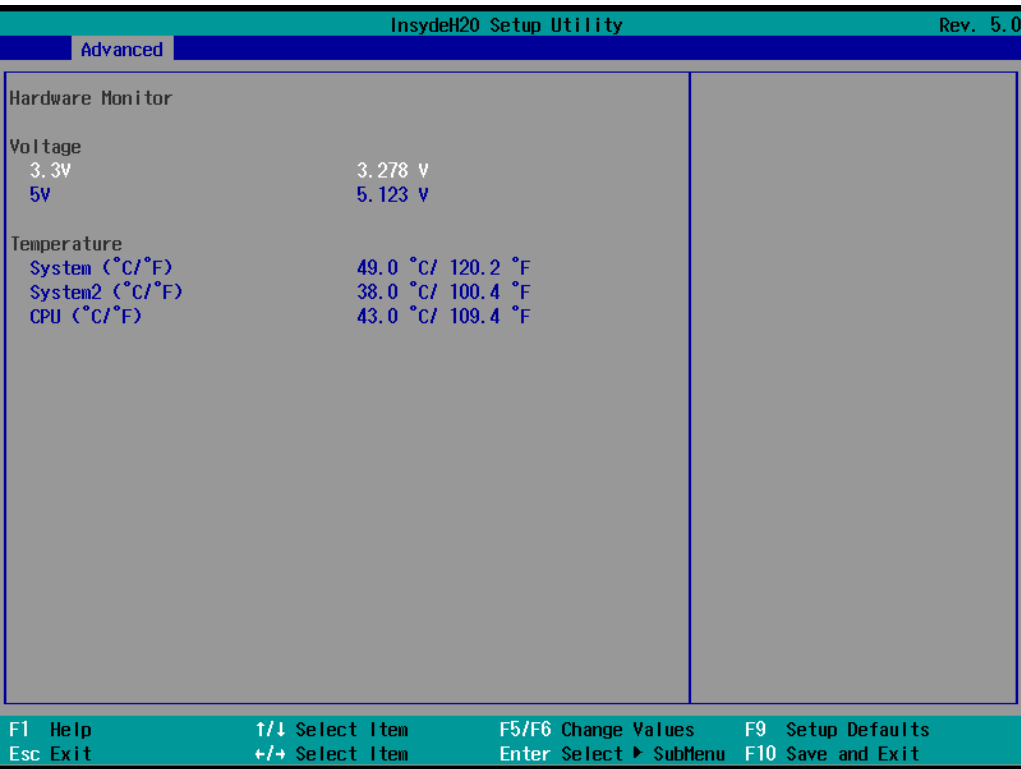 InsydeH20 Setup Utility Rev. 5.0
Advanced
Hardware Monitor
Voltage
3.3V 3.278 V
5V 5.123 V
Temperature
System (°C/°F) 49.0 °C/ 120.2 °F
System2 (°C/°F) 38.0 °C/ 100.4 °F
CPU (°C/°F) 43.0 °C/ 109.4 °F
F1 Help ↑/↓ Select Item F5/F6 Change Values F9 Setup Defaults
Esc Exit ←/→ Select Item Enter Select ► SubMenu F10 Save and Exit